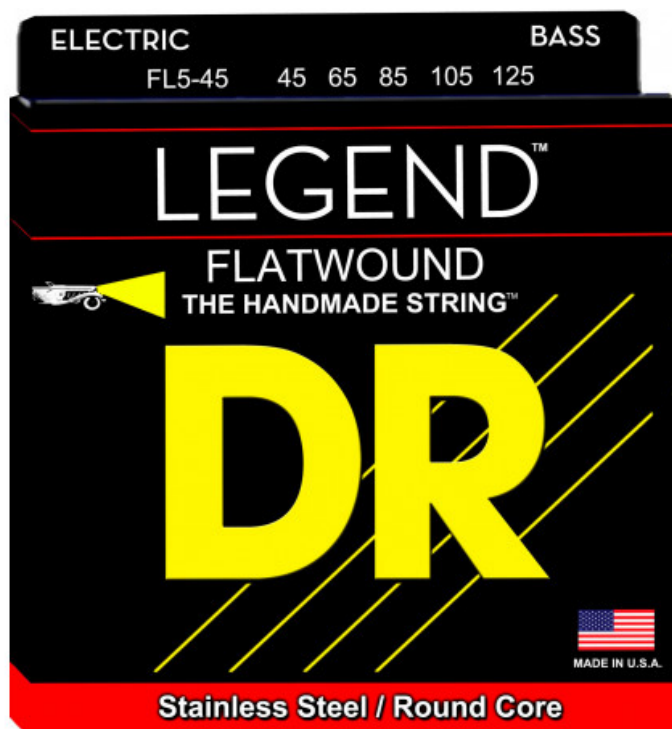 ELECTRIC BASS
FL5-45 45 65 85 105 125
LEGEND™
FLATWOUND
THE HANDMADE STRING™
DR
MADE IN U.S.A.
Stainless Steel / Round Core